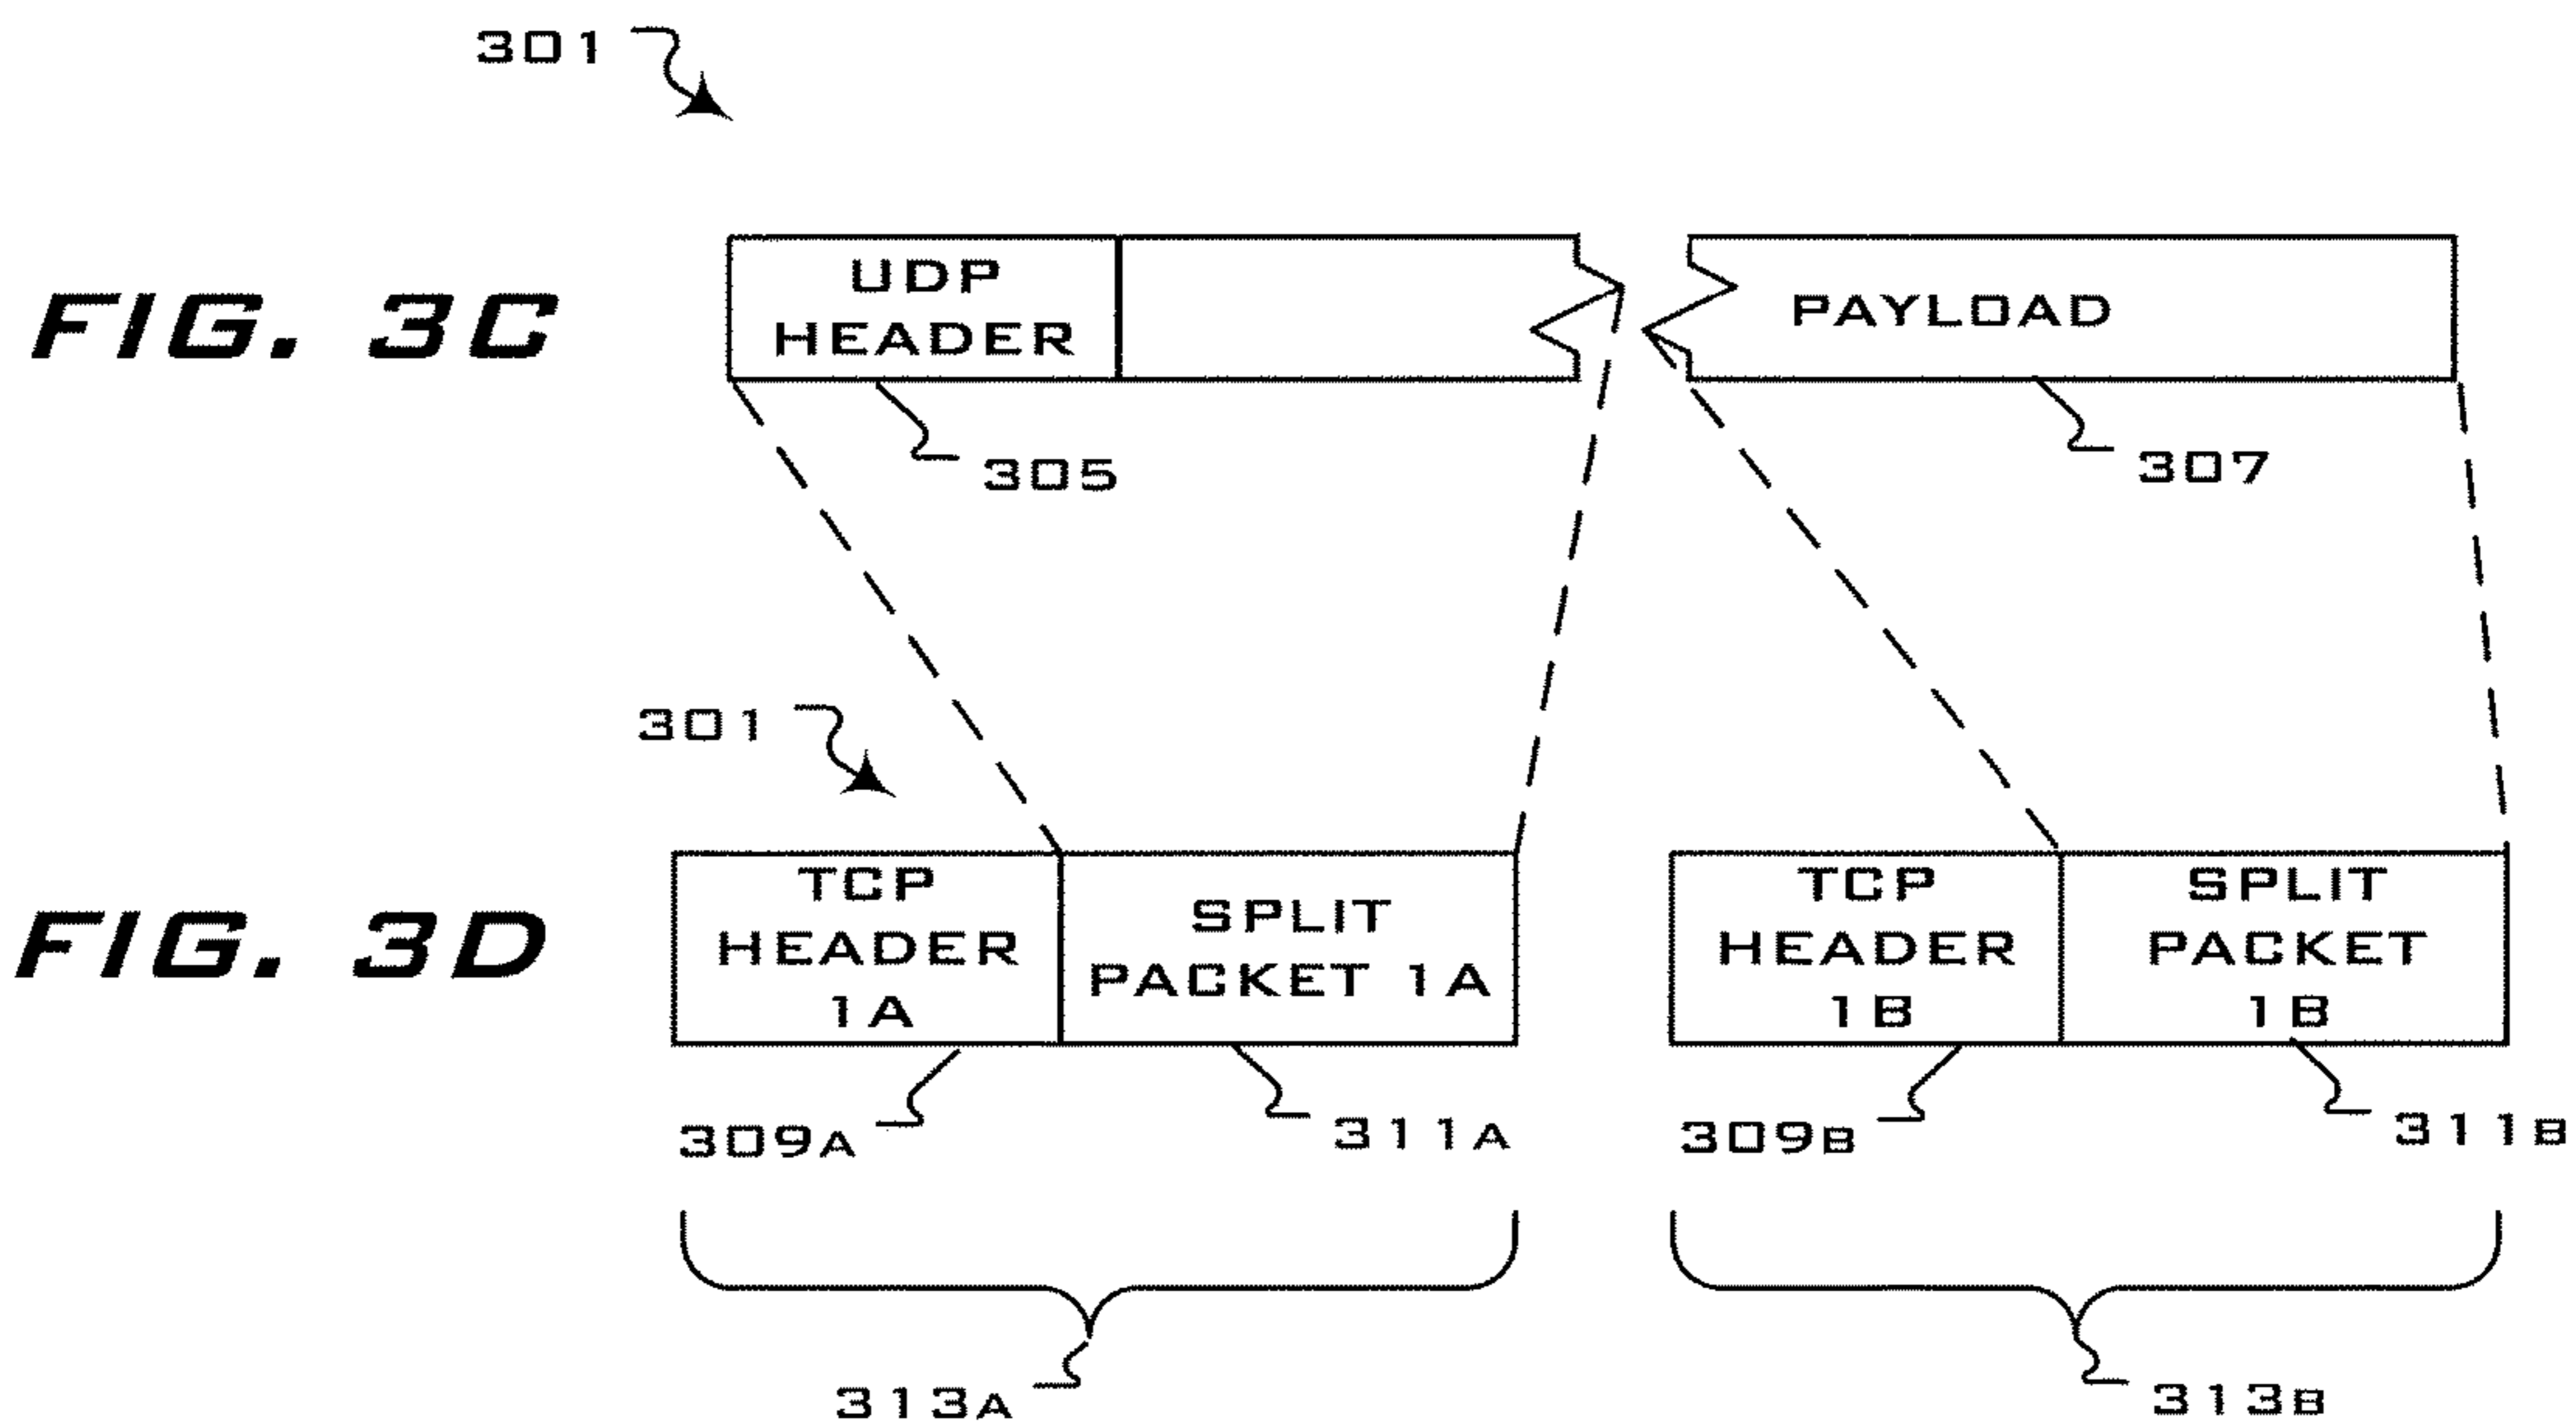 301
FIG. 3C
UDP
HEADER
PAYLOAD
305
307
301
FIG. 3D
TCP
HEADER
1A
SPLIT
PACKET 1A
TCP
HEADER
1B
SPLIT
PACKET
1B
309A
311A
309B
311B
313A
313B